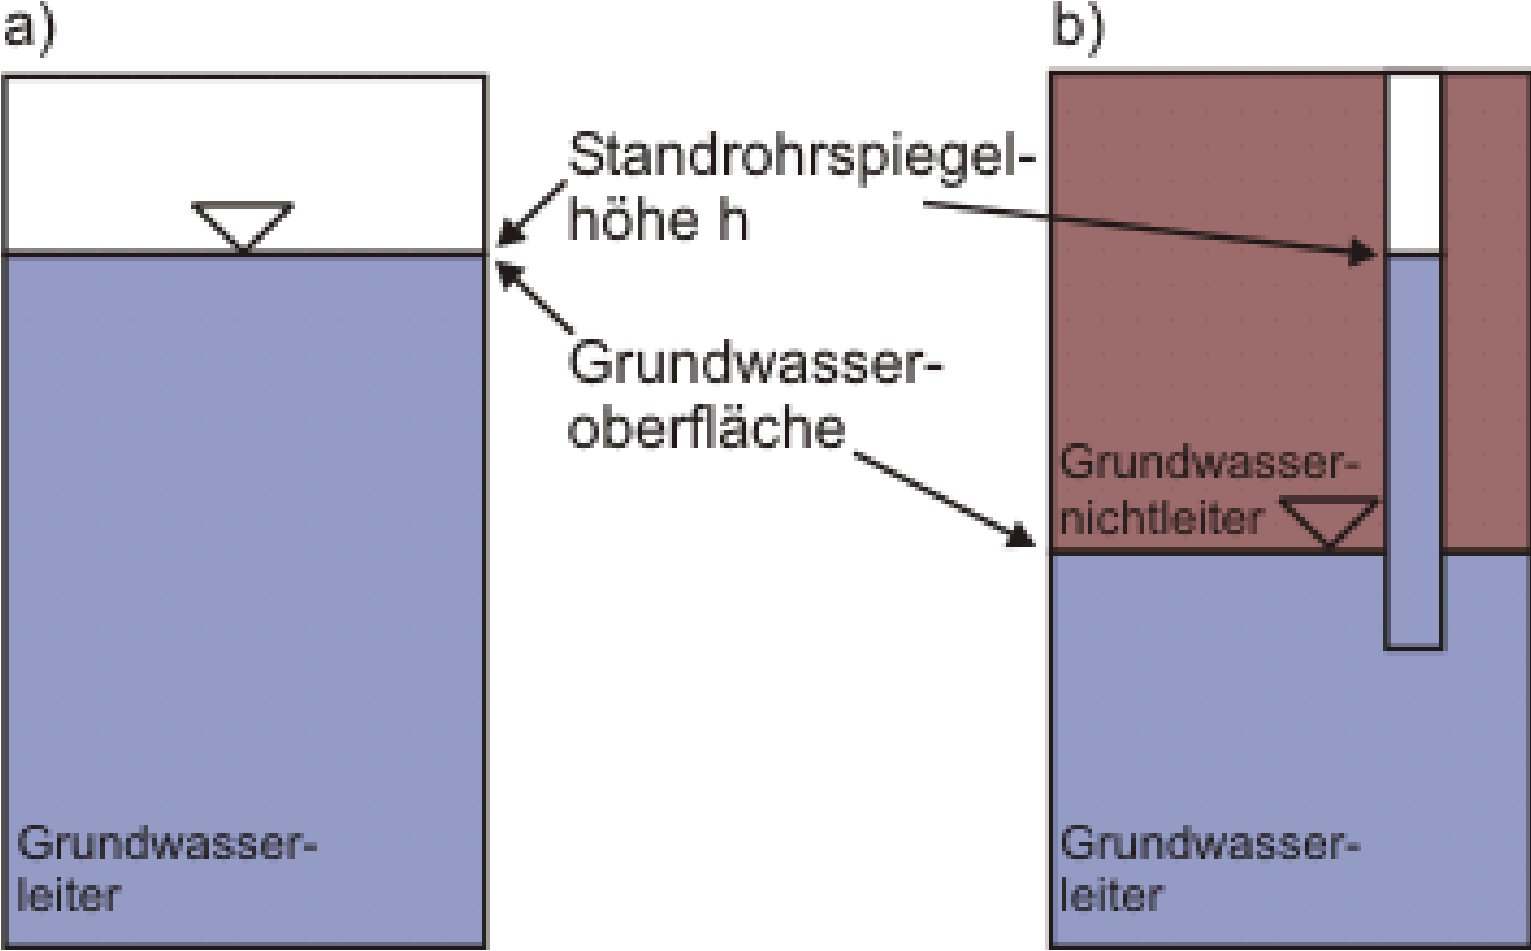 a)
b)
Standrohrspiegel-
höhe h
Grundwasser-
oberfläche
Grundwasser-
nichtleiter
Grundwasser-
leiter
Grundwasser-
leiter